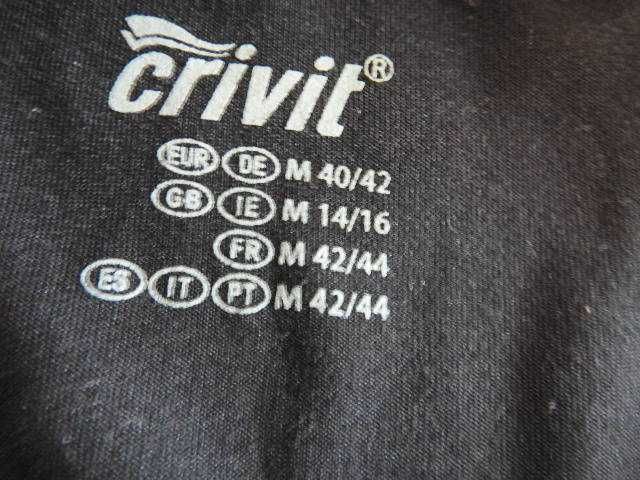 crivit®
EUR DE M 40/42
GB IE M 14/16
FR M 42/44
ES IT PT M 42/44